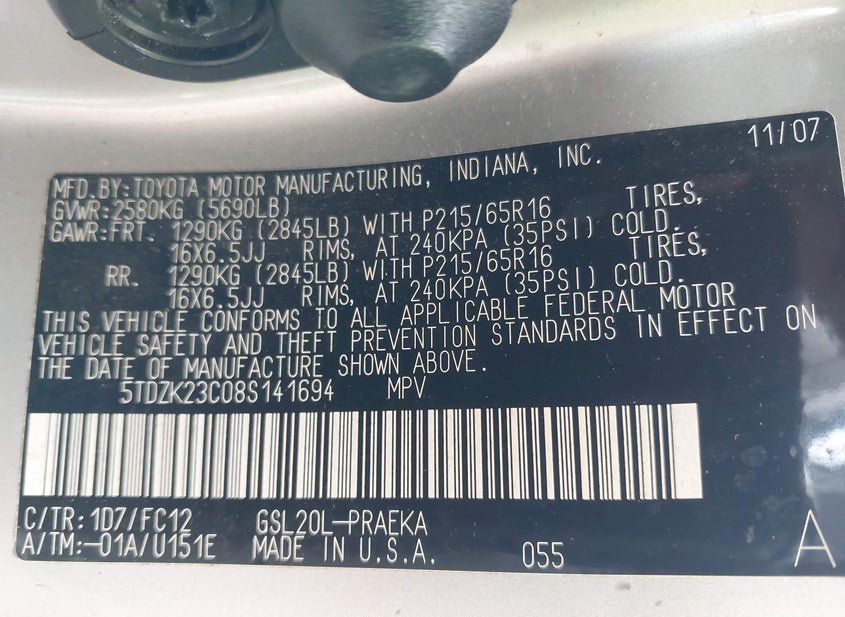 11/07
MFD.BY:TOYOTA MOTOR MANUFACTURING, INDIANA, INC.
GVWR:2580KG (5690LB)
GAWR:FRT. 1290KG (2845LB) WITH P215/65R16 TIRES,
16X6.5JJ RIMS, AT 240KPA (35PSI) COLD.
RR. 1290KG (2845LB) WITH P215/65R16 TIRES,
16X6.5JJ RIMS, AT 240KPA (35PSI) COLD.
THIS VEHICLE CONFORMS TO ALL APPLICABLE FEDERAL MOTOR
VEHICLE SAFETY AND THEFT PREVENTION STANDARDS IN EFFECT ON
THE DATE OF MANUFACTURE SHOWN ABOVE.
5TDZK23C08S141694 MPV
C/TR:1D7/FC12 GSL20L-PRAEKA
A/TM:-01A/U151E MADE IN U.S.A. 055 A